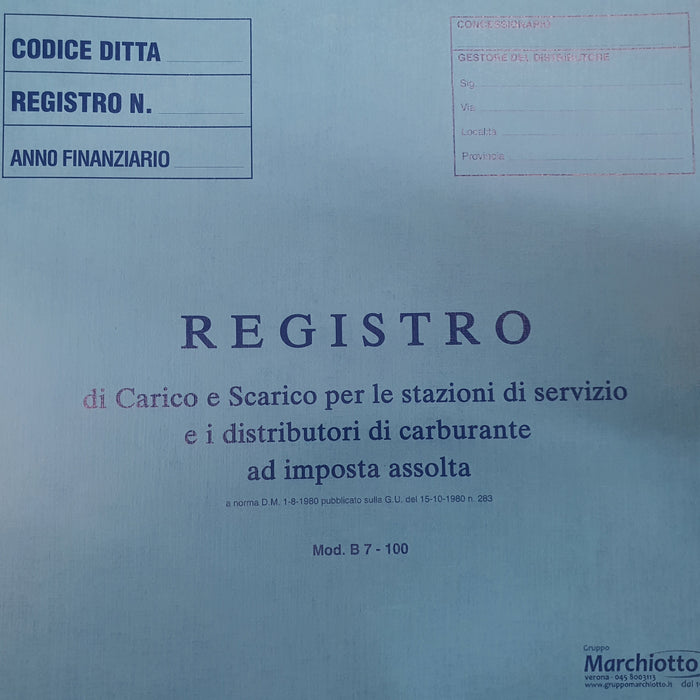 CODICE DITTA
REGISTRO N.
ANNO FINANZIARIO
CONCESSIONARIO
GESTORE DEL DISTRIBUTORE
Sig.
Via
Località
Provincia
REGISTRO
di Carico e Scarico per le stazioni di servizio
e i distributori di carburante
ad imposta assolta
a norma D.M. 1-8-1980 pubblicato sulla G.U. del 15-10-1980 n. 283
Mod. B 7 - 100
Gruppo
Marchiotto
verona - 045 8003113
www.gruppomarchiotto.it dal